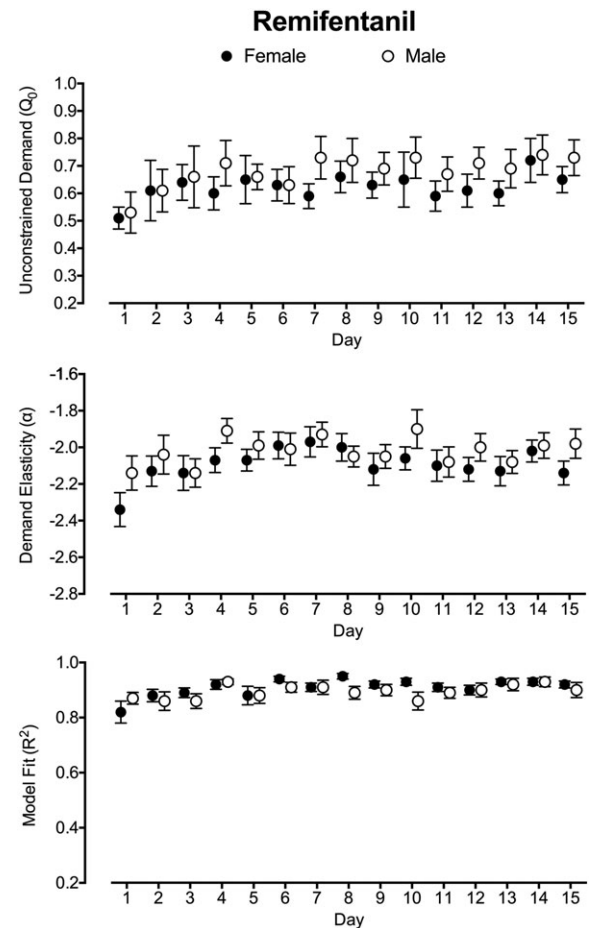 Remifentanil
Female Male
Unconstrained Demand (Q0)
1.0
0.9
0.8
0.7
0.6
0.5
0.4
0.3
0.2
1 2 3 4 5 6 7 8 9 10 11 12 13 14 15
Day
Demand Elasticity (α)
-1.6
-1.8
-2.0
-2.2
-2.4
-2.6
-2.8
1 2 3 4 5 6 7 8 9 10 11 12 13 14 15
Day
Model Fit (R²)
1.0
0.8
0.6
0.4
0.2
1 2 3 4 5 6 7 8 9 10 11 12 13 14 15
Day